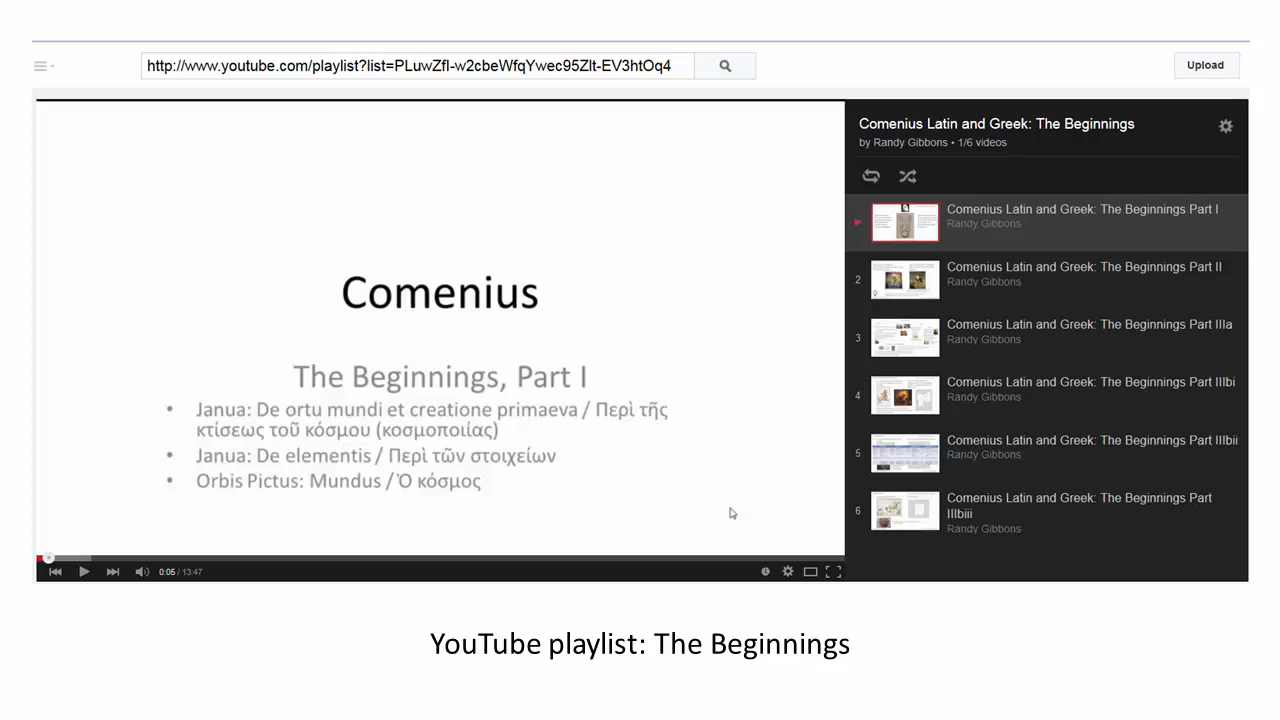 http://www.youtube.com/playlist?list=PLuwZfI-w2cbeWfqYwec95ZIt-EV3htOq4
Upload
Comenius
The Beginnings, Part I
• Janua: De ortu mundi et creatione primaeva / Περὶ τῆς
κτίσεως τοῦ κόσμου (κοσμοποιίας)
• Janua: De elementis / Περὶ τῶν στοιχείων
• Orbis Pictus: Mundus / Ὁ κόσμος
0:05 / 13:47
Comenius Latin and Greek: The Beginnings
by Randy Gibbons • 1/6 videos
Comenius Latin and Greek: The Beginnings Part I
Randy Gibbons
2
Comenius Latin and Greek: The Beginnings Part II
Randy Gibbons
3
Comenius Latin and Greek: The Beginnings Part IIIa
Randy Gibbons
4
Comenius Latin and Greek: The Beginnings Part IIIbi
Randy Gibbons
5
Comenius Latin and Greek: The Beginnings Part IIIbii
Randy Gibbons
6
Comenius Latin and Greek: The Beginnings Part
IIIbiii
Randy Gibbons
YouTube playlist: The Beginnings